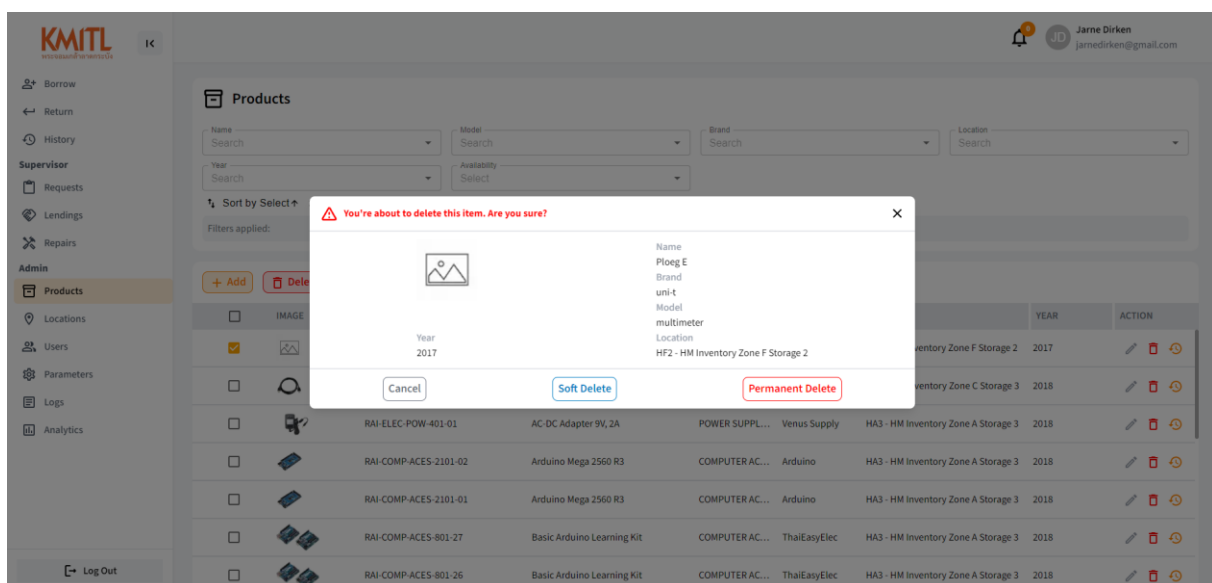 KMITL
Jarne Dirken
JD
jarnedirken@gmail.com
Borrow
Return
History
Supervisor
Requests
Lendings
Repairs
Admin
Products
Locations
Users
Parameters
Logs
Analytics
Log Out
Products
Name
Search
Model
Search
Brand
Search
Location
Search
Year
Search
Availability
Select
Sort by Select
Filters applied:
You're about to delete this item. Are you sure?
Name
Ploeg E
Brand
uni-t
Model
multimeter
Year
2017
Location
HF2 - HM Inventory Zone F Storage 2
Cancel Soft Delete Permanent Delete
+ Add Dele
IMAGE YEAR ACTION
ventory Zone F Storage 2 2017
ventory Zone C Storage 3 2018
RAI-ELEC-POW-401-01 AC-DC Adapter 9V, 2A POWER SUPPL... Venus Supply HA3 - HM Inventory Zone A Storage 3 2018
RAI-COMP-ACES-2101-02 Arduino Mega 2560 R3 COMPUTER AC... Arduino HA3 - HM Inventory Zone A Storage 3 2018
RAI-COMP-ACES-2101-01 Arduino Mega 2560 R3 COMPUTER AC... Arduino HA3 - HM Inventory Zone A Storage 3 2018
RAI-COMP-ACES-801-27 Basic Arduino Learning Kit COMPUTER AC... ThaiEasyElec HA3 - HM Inventory Zone A Storage 3 2018
RAI-COMP-ACES-801-26 Basic Arduino Learning Kit COMPUTER AC... ThaiEasyElec HA3 - HM Inventory Zone A Storage 3 2018